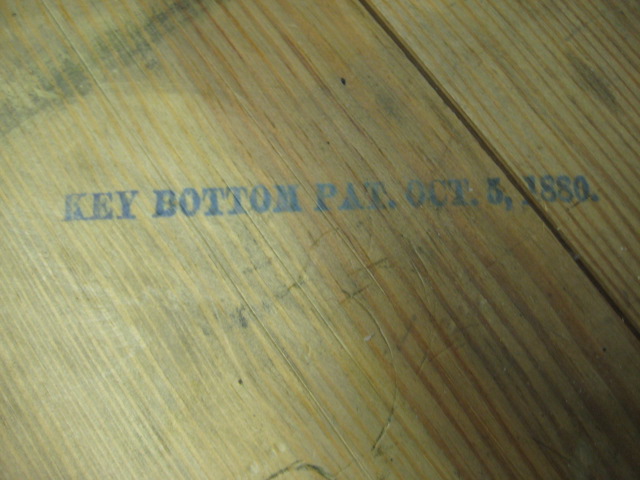 KEY BOTTOM PAT. OCT. 5, 1880.